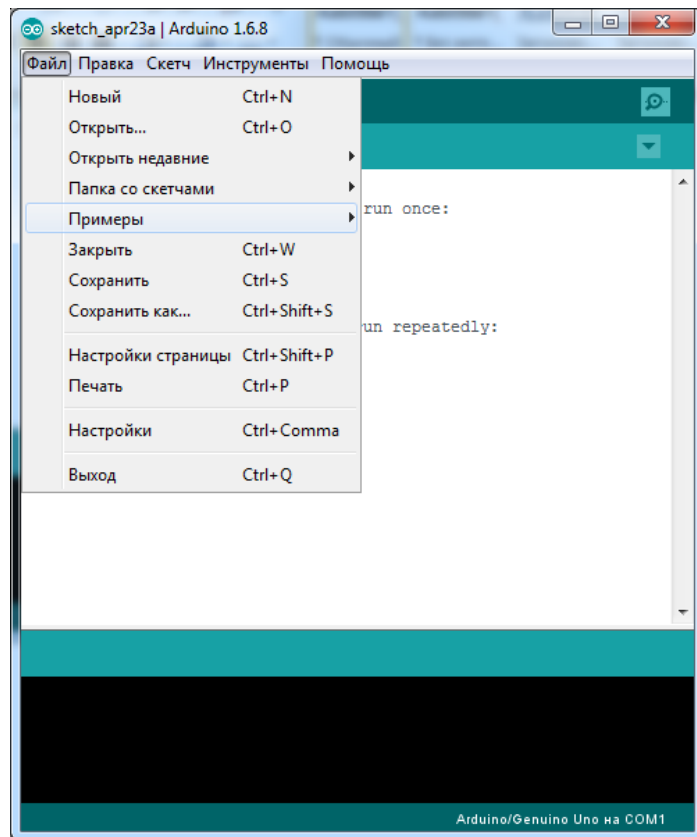 sketch_apr23a | Arduino 1.6.8
Файл Правка Скетч Инструменты Помощь
Новый Ctrl+N
Открыть... Ctrl+O
Открыть недавние
Папка со скетчами
Примеры
run once:
Закрыть Ctrl+W
Сохранить Ctrl+S
Сохранить как... Ctrl+Shift+S
run repeatedly:
Настройки страницы Ctrl+Shift+P
Печать Ctrl+P
Настройки Ctrl+Comma
Выход Ctrl+Q
Arduino/Genuino Uno на COM1